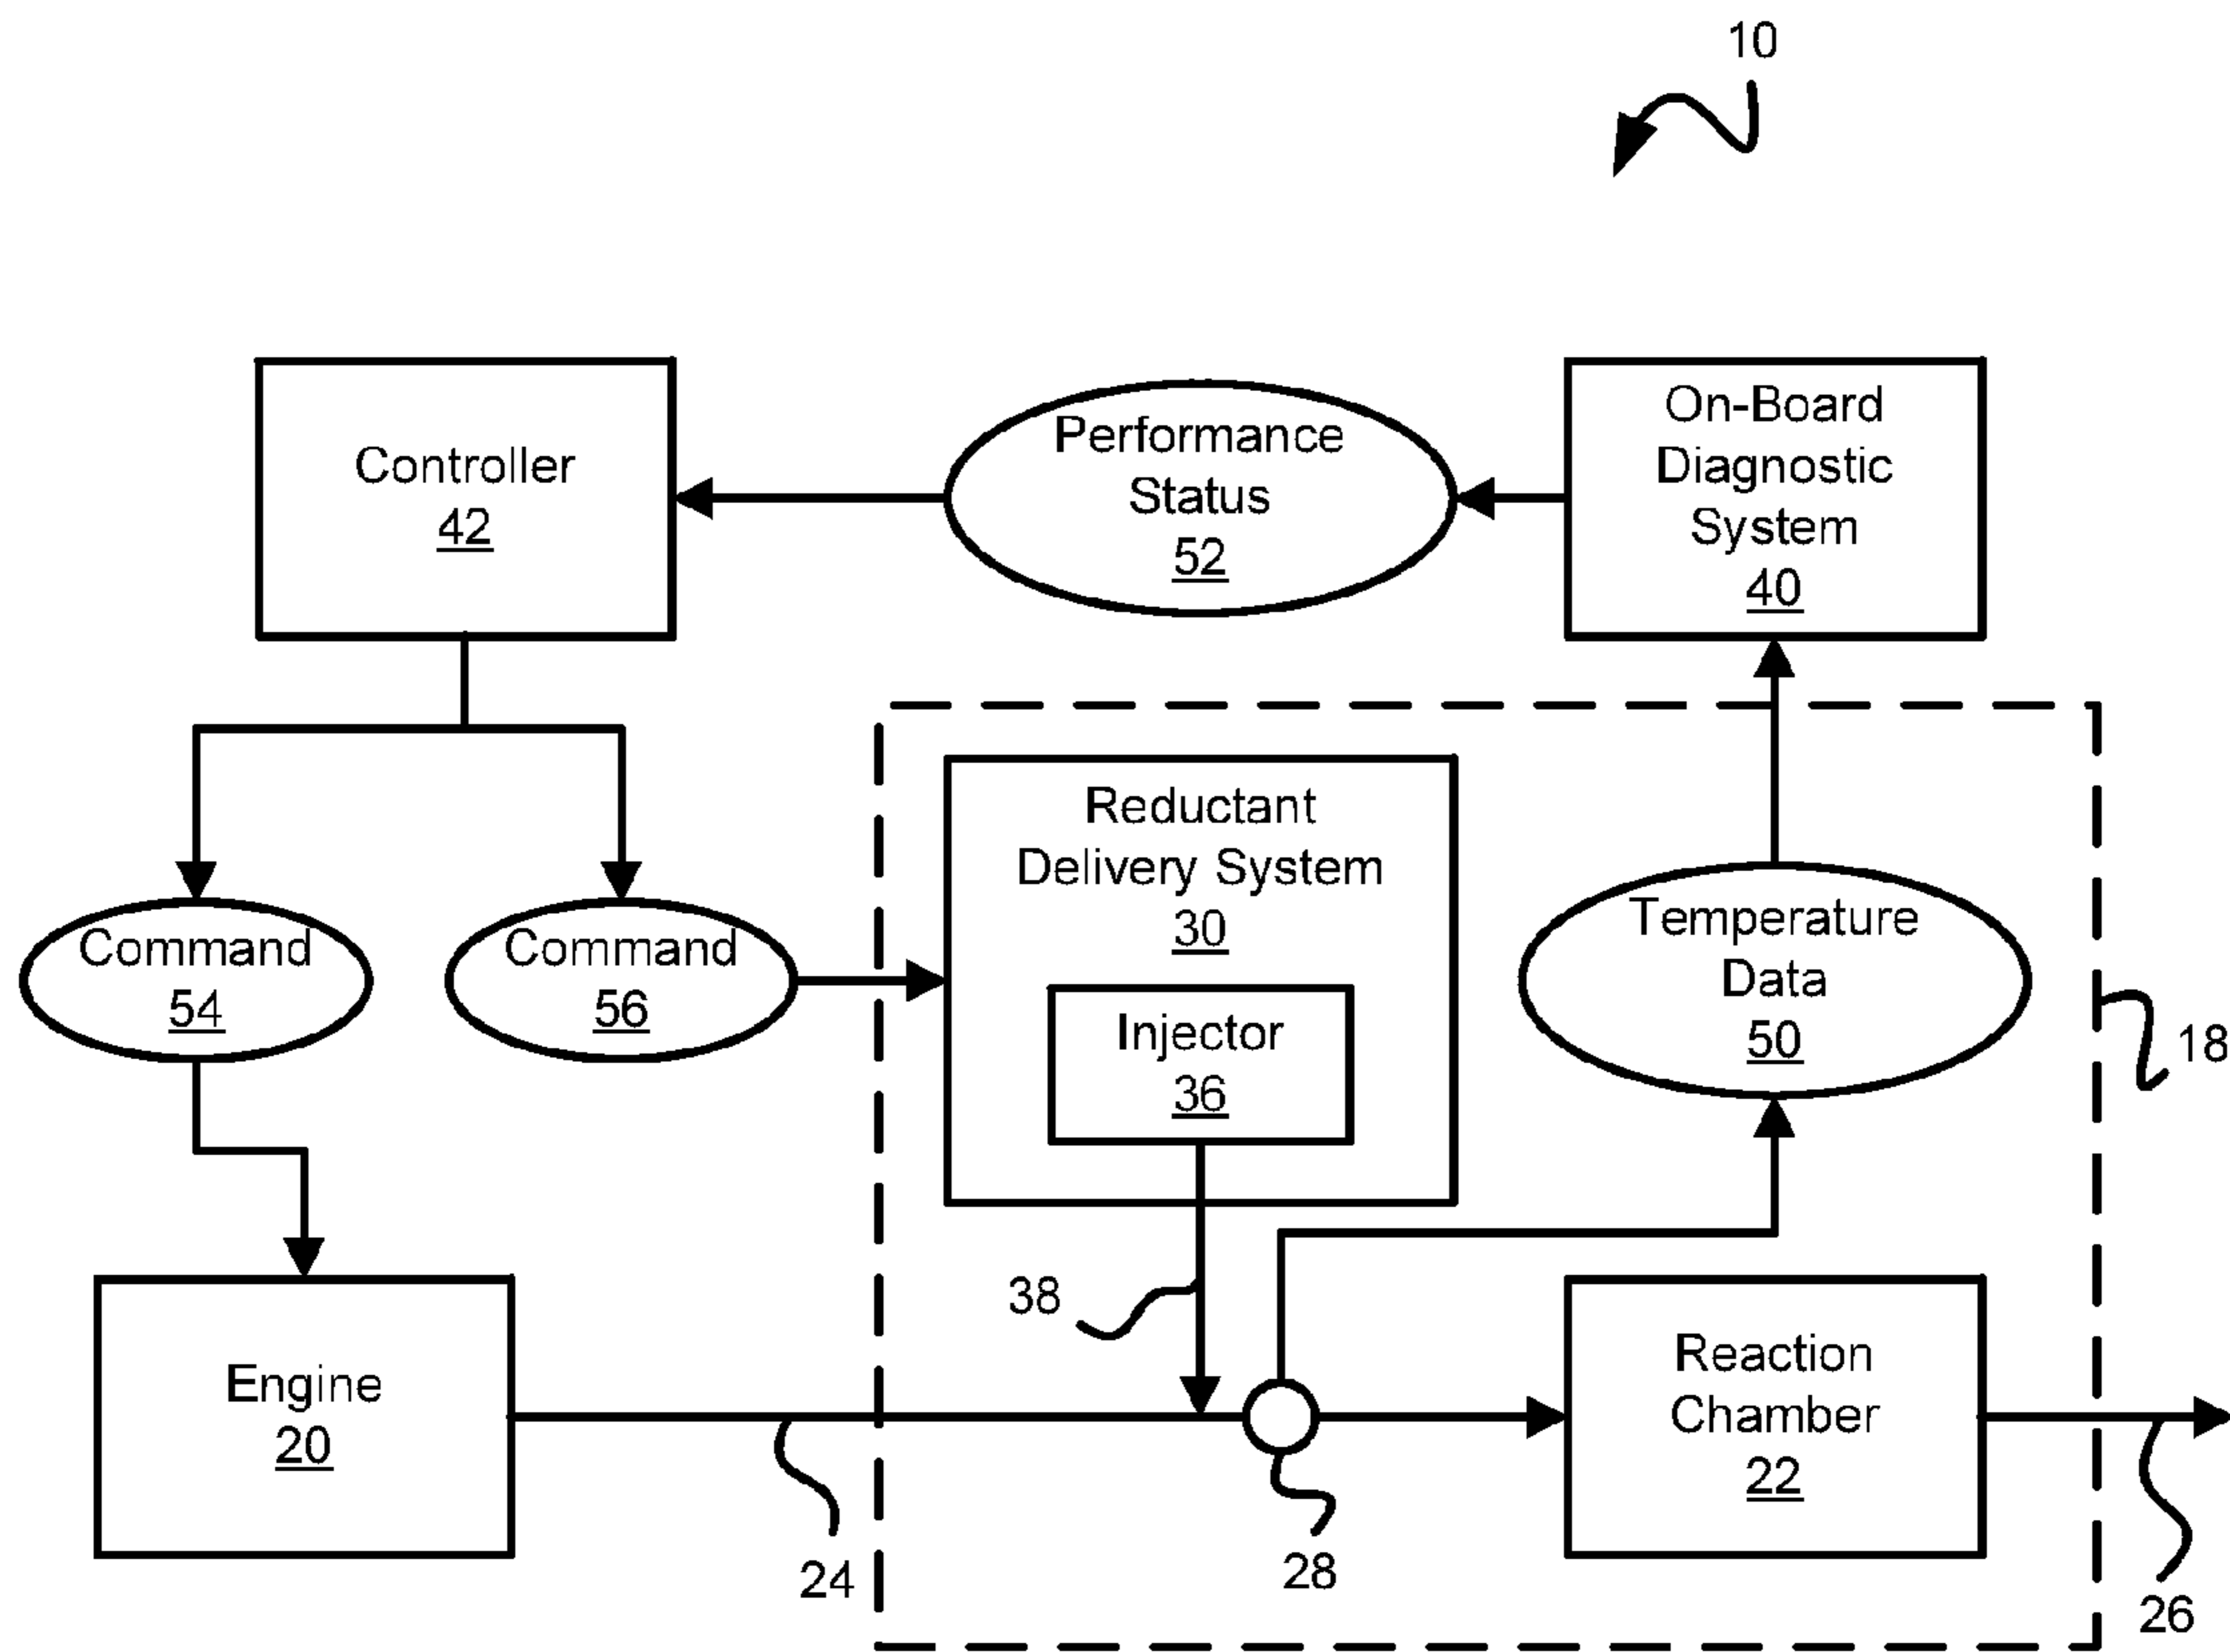 10
Controller
42
Performance
Status
52
On-Board
Diagnostic
System
40
Reductant
Delivery System
30
Injector
36
Temperature
Data
50
Command
54
Command
56
18
38
Engine
20
Reaction
Chamber
22
24
28
26